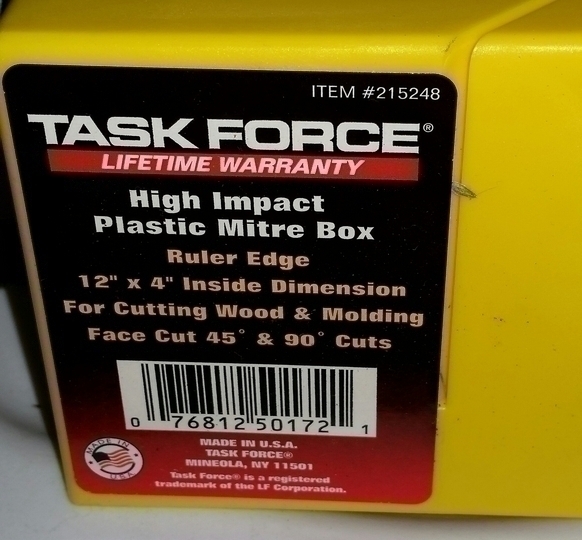 ITEM #215248
TASK FORCE®
LIFETIME WARRANTY
High Impact
Plastic Mitre Box
Ruler Edge
12" x 4" Inside Dimension
For Cutting Wood & Molding
Face Cut 45° & 90° Cuts
0 76812 50172 1
MADE IN U.S.A.
TASK FORCE®
MINEOLA, NY 11501
Task Force® is a registered
trademark of the LF Corporation.
MADE IN
U.S.A.